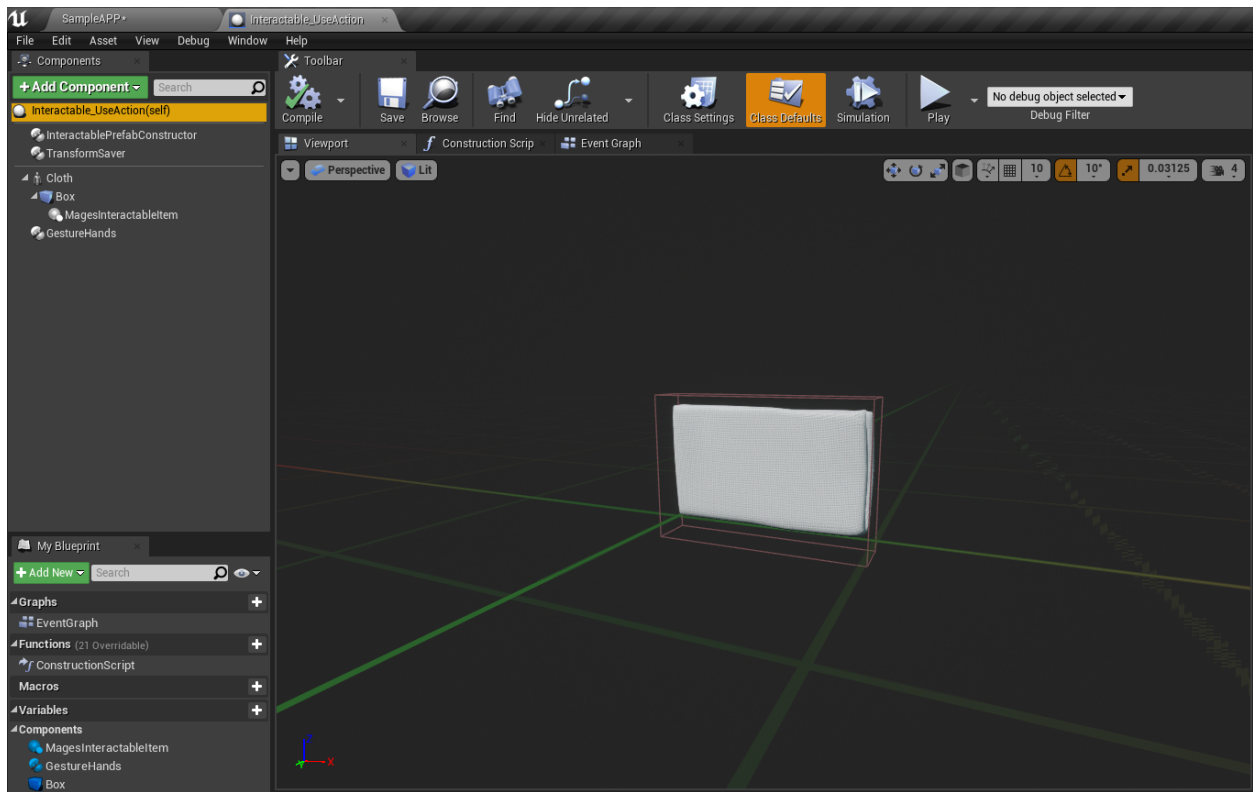 SampleAPP•
Interactable_UseAction
File Edit Asset View Debug Window Help
Components
Toolbar
+Add Component
Search
Interactable_UseAction(self)
InteractablePrefabConstructor
TransformSaver
Cloth
Box
MagesInteractableItem
GestureHands
Compile
Save
Browse
Find
Hide Unrelated
Class Settings
Class Defaults
Simulation
Play
No debug object selected
Debug Filter
Viewport
Construction Scrip
Event Graph
Perspective
Lit
10
10°
0.03125
4
Z
X
My Blueprint
+Add New
Search
Graphs
EventGraph
Functions (21 Overridable)
ConstructionScript
Macros
Variables
Components
MagesInteractableItem
GestureHands
Box